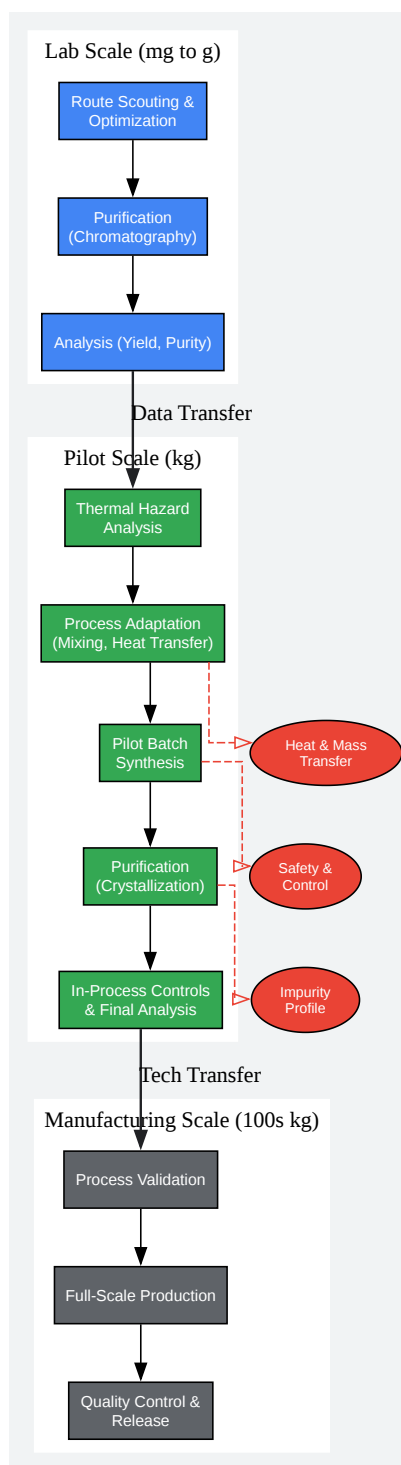 Lab Scale (mg to g)
Route Scouting &
Optimization
Purification
(Chromatography)
Analysis (Yield, Purity)
Data Transfer
Pilot Scale (kg)
Thermal Hazard
Analysis
Process Adaptation
(Mixing, Heat Transfer)
Pilot Batch
Synthesis
Heat & Mass
Transfer
Purification
(Crystallization)
Safety &
Control
In-Process Controls
& Final Analysis
Impurity
Profile
Tech Transfer
Manufacturing Scale (100s kg)
Process Validation
Full-Scale Production
Quality Control &
Release